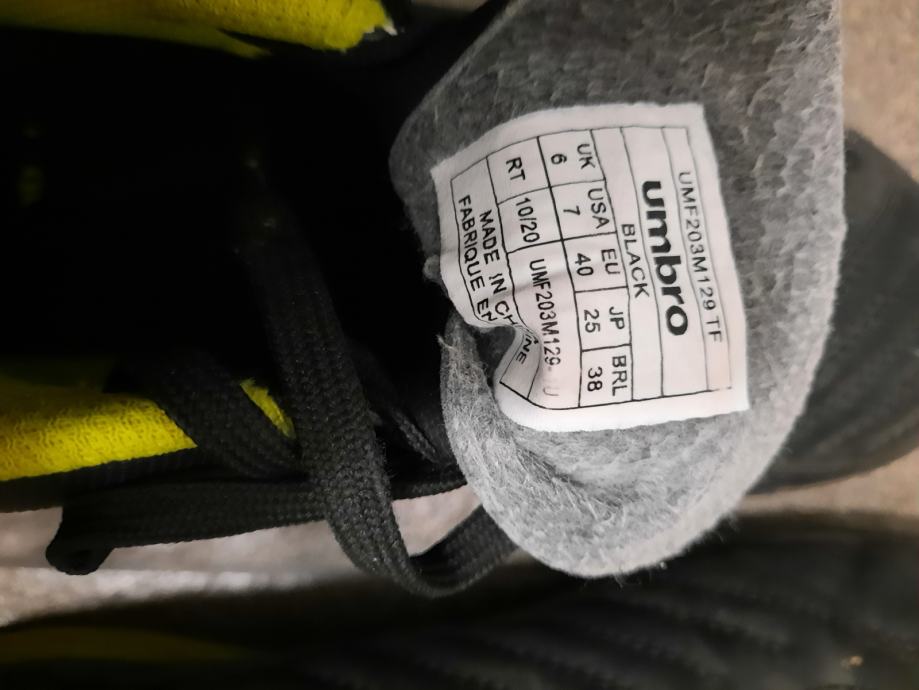 UMF203M129 TF
umbro
BLACK
UK USA EU JP BRL
6 7 40 25 38
RT 10/20 UMF203M129-
MADE IN
FABRIQUE EN